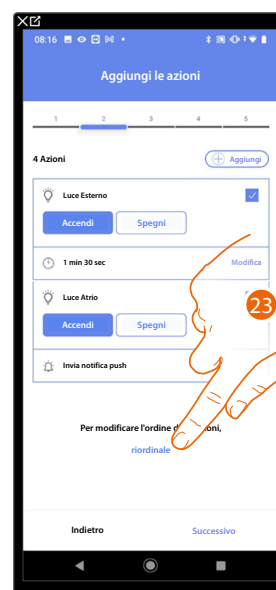 08:16
Aggiungi le azioni
1 2 3 4 5
4 Azioni
Aggiungi
Luce Esterno
Accendi Spegni
1 min 30 sec Modifica
Luce Atrio
Accendi Spegni
23
Invia notifica push
Per modificare l'ordine
riordinale
Indietro Successivo